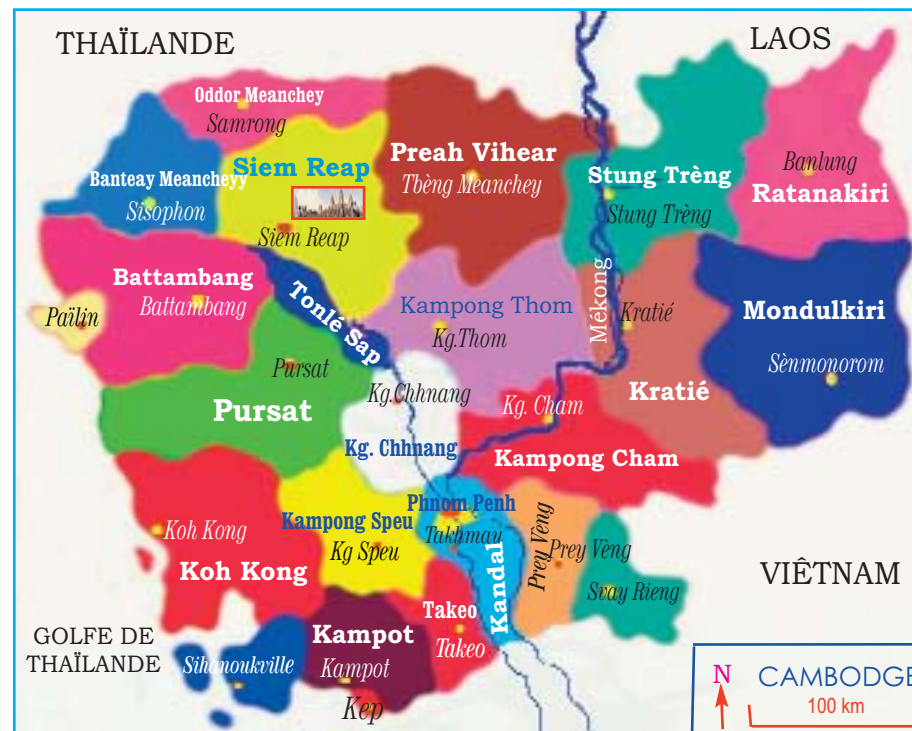 THAÏLANDE
LAOS
Oddor Meanchey
Samrong
Siem Reap
Preah Vihear
Banteay Meancheyy
Tbèng Meanchey
Stung Trèng
Banlung
Ratanakiri
Sisophon
Siem Reap
Stung Trèng
Battambang
Battambang
Tonlé Sap
Kampong Thom
Kg.Thom
Mékong
Kratié
Mondulkiri
Païlin
Pursat
Pursat
Kg.Chhnang
Kg. Cham
Kratié
Sènmonorom
Kg. Chhnang
Kampong Cham
Phnom Penh
Kampong Speu
Takhmau
Koh Kong
Kg Speu
Prey Vèng
Prey Vèng
Koh Kong
Kandal
Svay Rieng
VIÊTNAM
Takeo
GOLFE DE
THAÏLANDE
Kampot
Takeo
Sihanoukville
Kampot
Kep
N
CAMBODGE
100 km